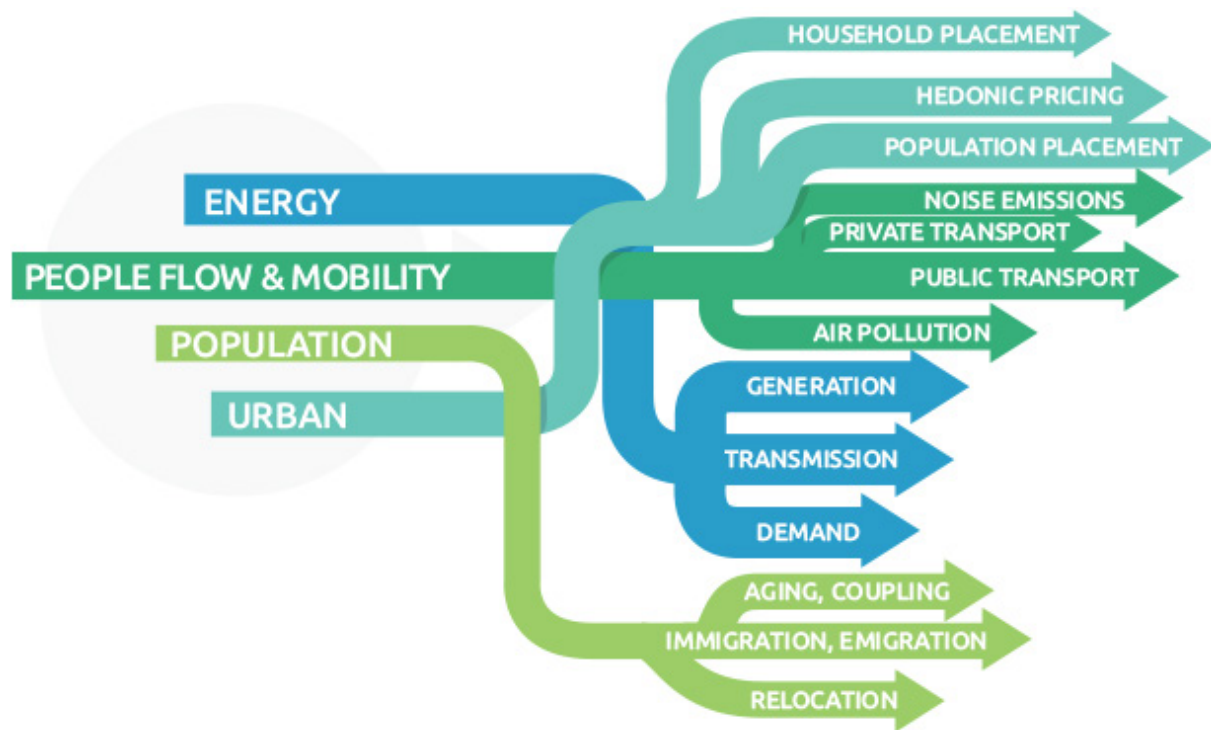 ENERGY
PEOPLE FLOW & MOBILITY
POPULATION
URBAN
HOUSEHOLD PLACEMENT
HEDONIC PRICING
POPULATION PLACEMENT
NOISE EMISSIONS
PRIVATE TRANSPORT
PUBLIC TRANSPORT
AIR POLLUTION
GENERATION
TRANSMISSION
DEMAND
AGING, COUPLING
IMMIGRATION, EMIGRATION
RELOCATION